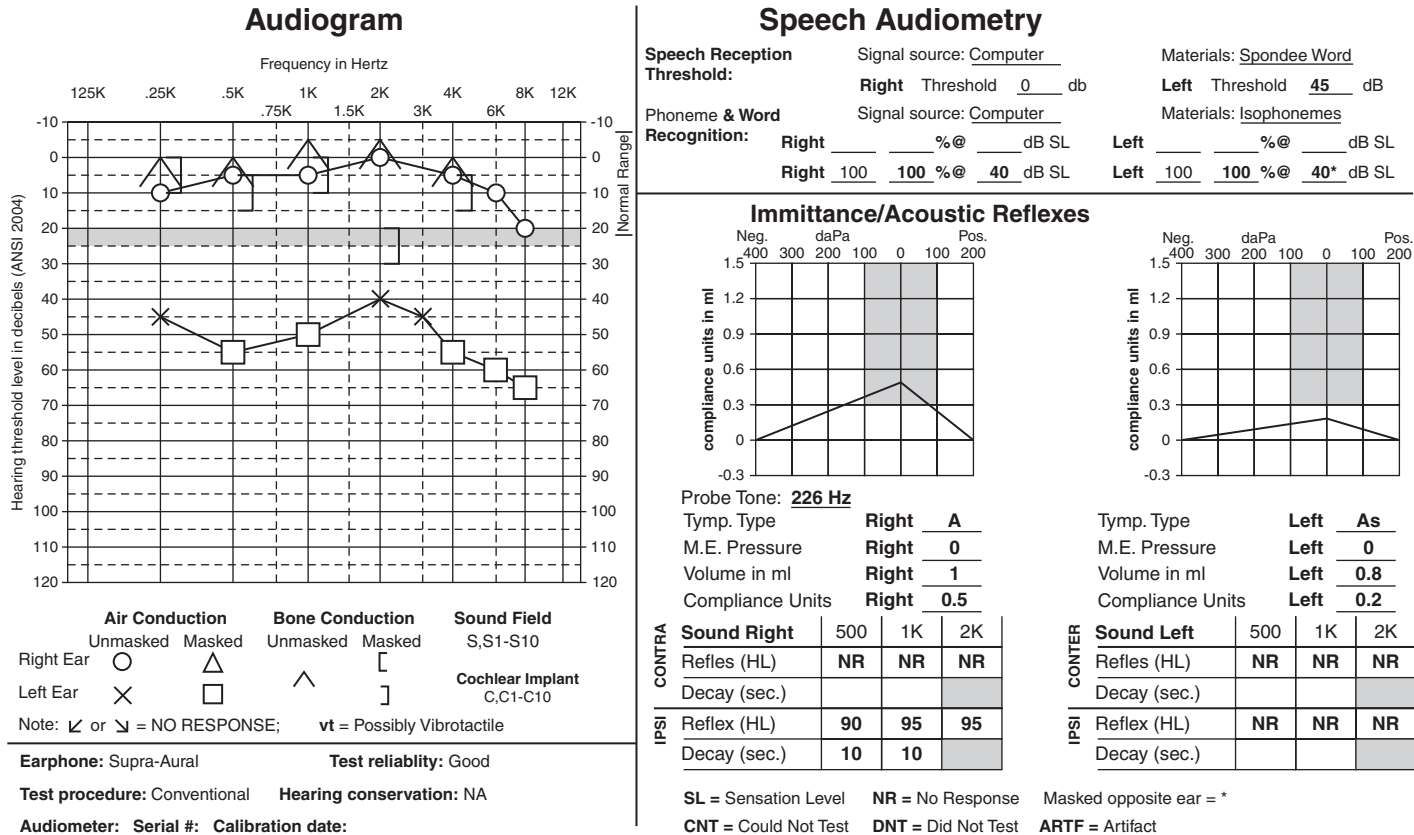 Audiogram
Frequency in Hertz
125K .25K .5K 1K 2K 4K 8K 12K
.75K 1.5K 3K 6K
Hearing threshold level in decibels (ANSI 2004)
-10 -10
0 0
10 10
20 20
30 30
40 40
50 50
60 60
70 70
80 80
90 90
100 100
110 110
120 120
Normal Range
Air Conduction Bone Conduction Sound Field
Unmasked Masked Unmasked Masked S,S1-S10
Right Ear
Left Ear
Cochlear Implant
C,C1-C10
Note: ↙ or ↘ = NO RESPONSE; vt = Possibly Vibrotactile
Earphone: Supra-Aural Test reliablity: Good
Test procedure: Conventional Hearing conservation: NA
Audiometer: Serial #: Calibration date:
Speech Audiometry
Speech Reception Threshold:
Signal source: Computer Materials: Spondee Word
Right Threshold 0 db Left Threshold 45 dB
Phoneme & Word Recognition:
Signal source: Computer Materials: Isophonemes
Right %@ dB SL Left %@ dB SL
Right 100 100 %@ 40 dB SL Left 100 100 %@ 40* dB SL
Immittance/Acoustic Reflexes
Neg. daPa Pos.
400 300 200 100 0 100 200
compliance units in ml
1.5
1.2
0.9
0.6
0.3
0
-0.3
Neg. daPa Pos.
400 300 200 100 0 100 200
compliance units in ml
1.5
1.2
0.9
0.6
0.3
0
-0.3
Probe Tone: 226 Hz
Tymp. Type Right A
M.E. Pressure Right 0
Volume in ml Right 1
Compliance Units Right 0.5
Tymp. Type Left As
M.E. Pressure Left 0
Volume in ml Left 0.8
Compliance Units Left 0.2
CONTRA
Sound Right 500 1K 2K
Refles (HL) NR NR NR
Decay (sec.)
IPSI
Reflex (HL) 90 95 95
Decay (sec.) 10 10
CONTER
Sound Left 500 1K 2K
Refles (HL) NR NR NR
Decay (sec.)
IPSI
Reflex (HL) NR NR NR
Decay (sec.)
SL = Sensation Level NR = No Response Masked opposite ear = *
CNT = Could Not Test DNT = Did Not Test ARTF = Artifact